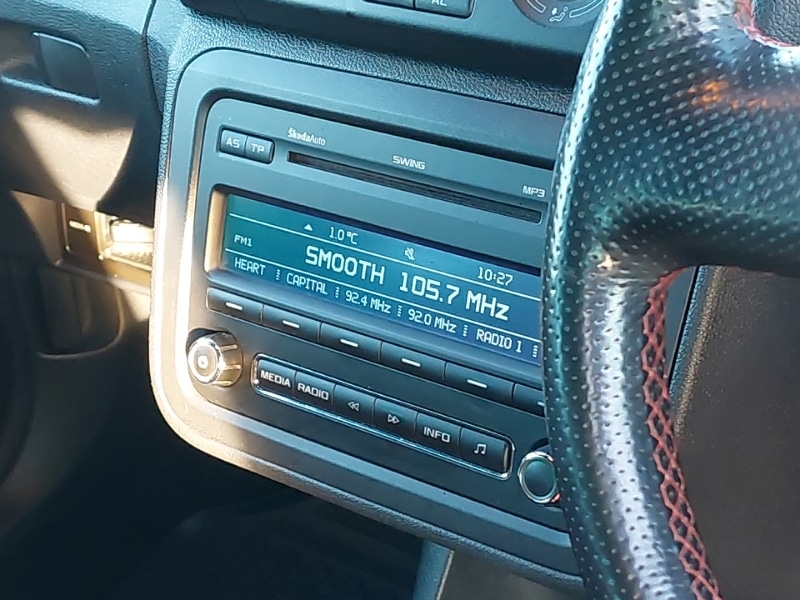 AC
AS TP
ŠkodaAuto
SWING
MP3
1.0°C
10:27
FM1
SMOOTH 105.7 MHz
HEART CAPITAL 92.4 MHz 92.0 MHz RADIO 1
MEDIA RADIO INFO